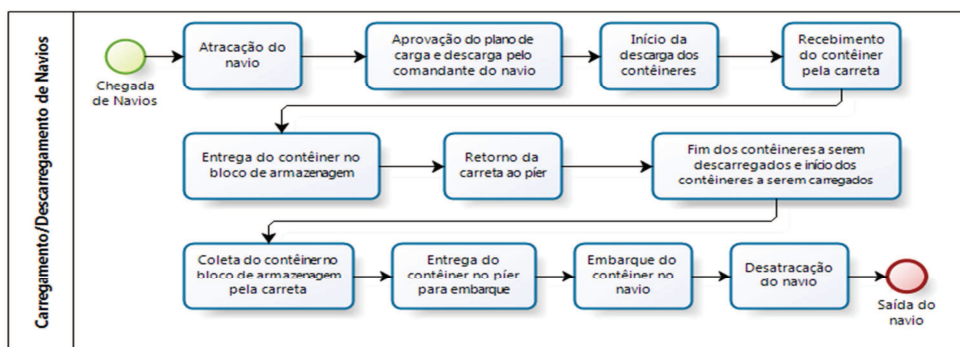 Carregamento/Descarregamento de Navios
Chegada
de Navios
Atracação do
navio
Aprovação do plano de
carga e descarga pelo
comandante do navio
Início da
descarga dos
contêineres
Recebimento
do contêiner
pela carreta
Entrega do contêiner no
bloco de armazenagem
Retorno da
carreta ao píer
Fim dos contêineres a serem
descarregados e início dos
contêineres a serem carregados
Coleta do contêiner no
bloco de armazenagem
pela carreta
Entrega do
contêiner no píer
para embarque
Embarque do
contêiner no
navio
Desatracação
do navio
Saída do
navio